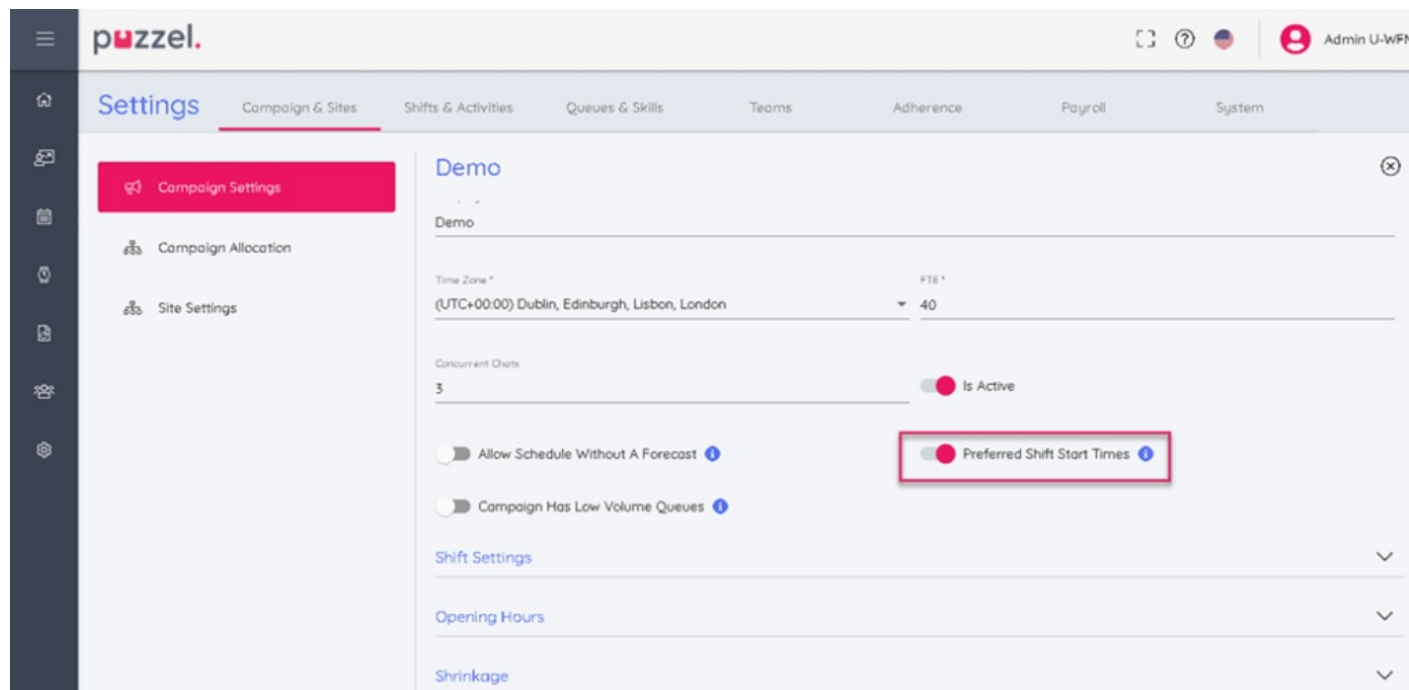 puzzel.
Admin U-WFM
Settings
Campaign & Sites
Shifts & Activities
Queues & Skills
Teams
Adherence
Payroll
System
Campaign Settings
Campaign Allocation
Site Settings
Demo
Demo
Time Zone *
FTE *
(UTC+00:00) Dublin, Edinburgh, Lisbon, London
40
Concurrent Chats
3
Is Active
Allow Schedule Without A Forecast
Preferred Shift Start Times
Campaign Has Low Volume Queues
Shift Settings
Opening Hours
Shrinkage